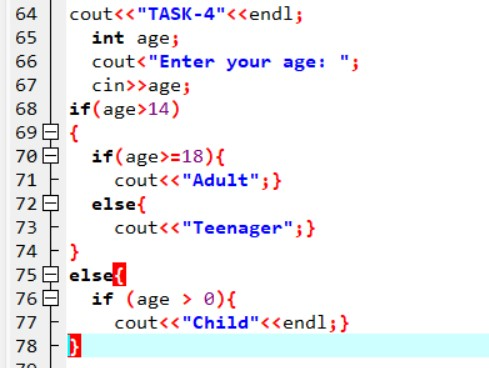 64 cout<<"TASK-4"<<endl;
65 int age;
66 cout<"Enter your age: ";
67 cin>>age;
68 if(age>14)
69 {
70 if(age>=18){
71 cout<<"Adult";}
72 else{
73 cout<<"Teenager";}
74 }
75 else{
76 if (age > 0){
77 cout<<"Child"<<endl;}
78 }